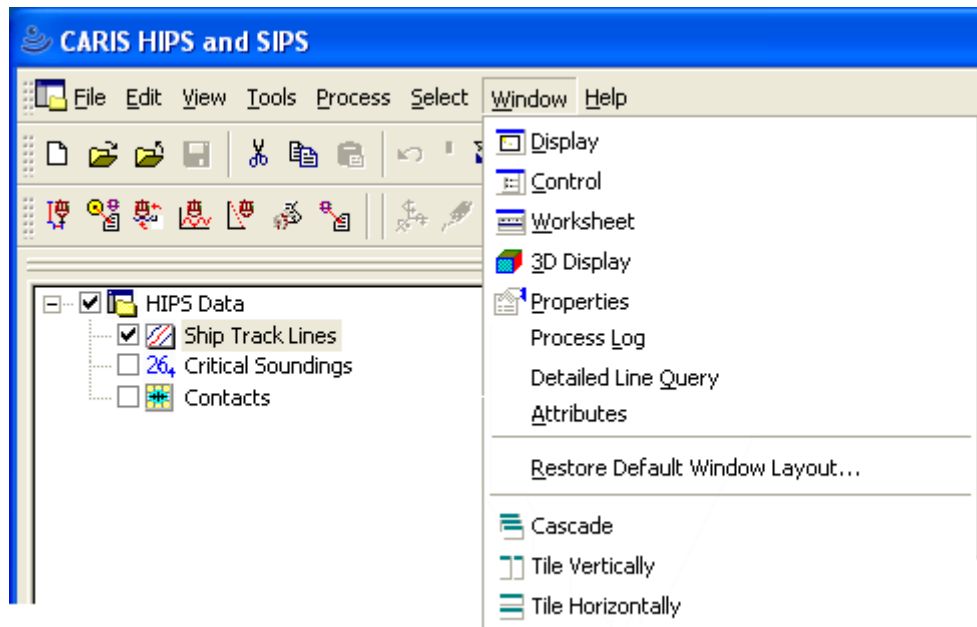 CARIS HIPS and SIPS
File Edit View Tools Process Select Window Help
Display
Control
Worksheet
3D Display
Properties
Process Log
Detailed Line Query
Attributes
Restore Default Window Layout...
Cascade
Tile Vertically
Tile Horizontally
HIPS Data
Ship Track Lines
26₄ Critical Soundings
Contacts